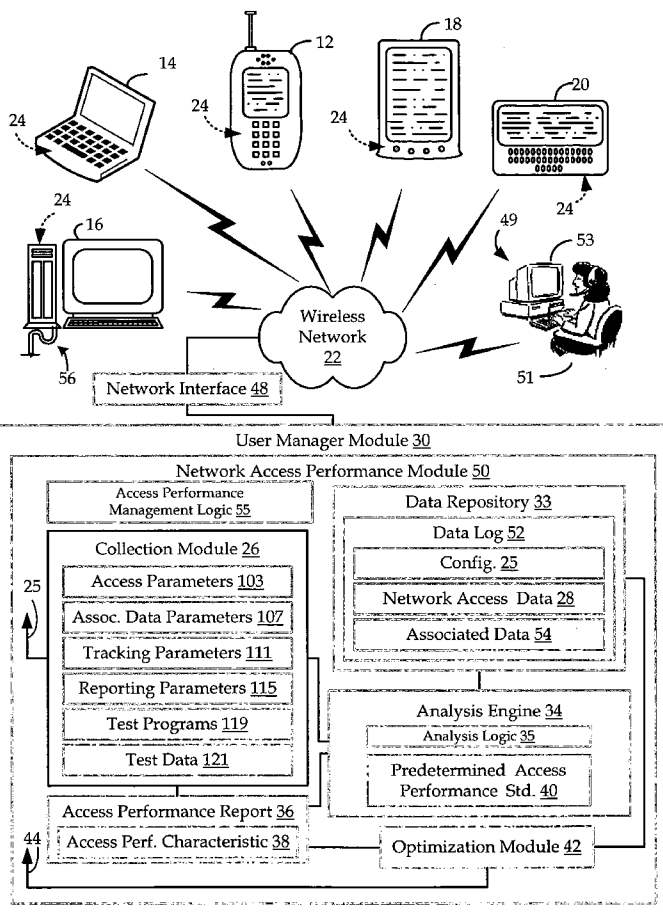 18
12
14
20
24
24
24
24
24
16
49
53
Wireless
Network
22
56
51
Network Interface 48
User Manager Module 30
Network Access Performance Module 50
Access Performance
Management Logic 55
Data Repository 33
Data Log 52
Config. 25
Network Access Data 28
Associated Data 54
Collection Module 26
25
Access Parameters 103
Assoc. Data Parameters 107
Tracking Parameters 111
Reporting Parameters 115
Test Programs 119
Test Data 121
Analysis Engine 34
Analysis Logic 35
Predetermined Access
Performance Std. 40
Access Performance Report 36
Access Perf. Characteristic 38
44
Optimization Module 42